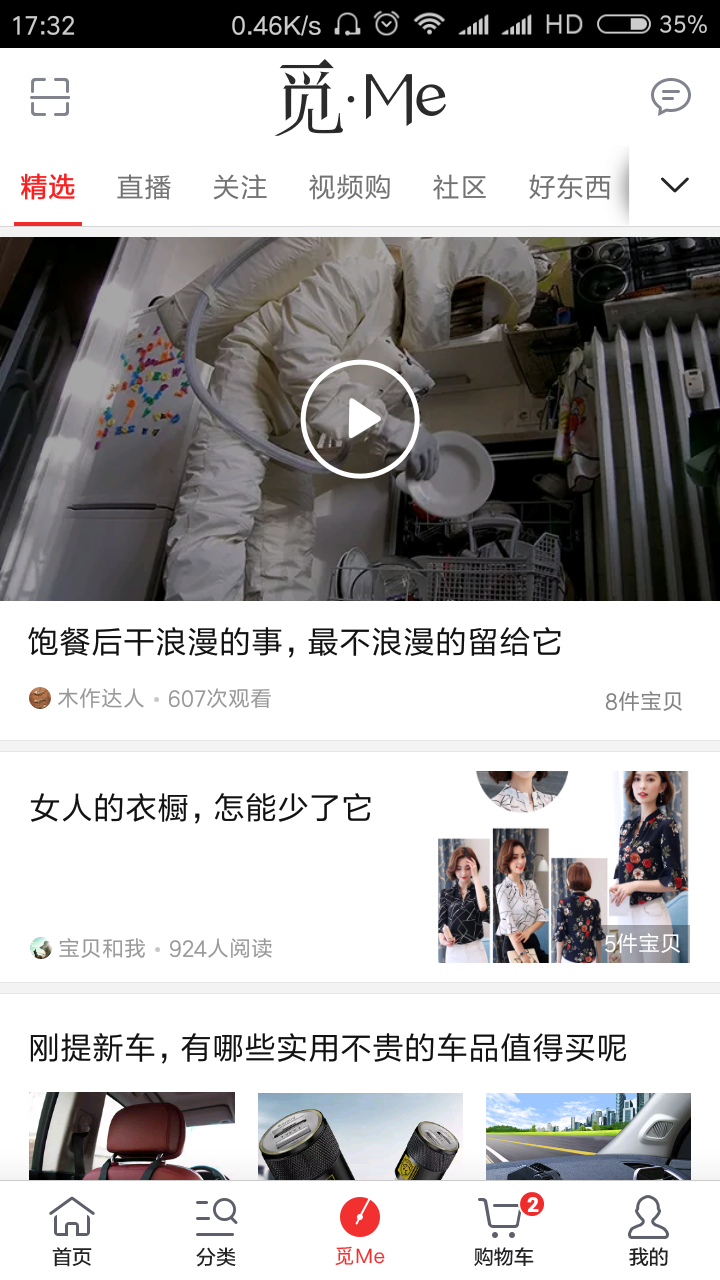 17:32 0.46K/s HD 35%
觅·Me
精选 直播 关注 视频购 社区 好东西
饱餐后干浪漫的事，最不浪漫的留给它
木作达人 • 607次观看 8件宝贝
女人的衣橱，怎能少了它
5件宝贝
宝贝和我 • 924人阅读
刚提新车，有哪些实用不贵的车品值得买呢
2
首页 分类 觅Me 购物车 我的